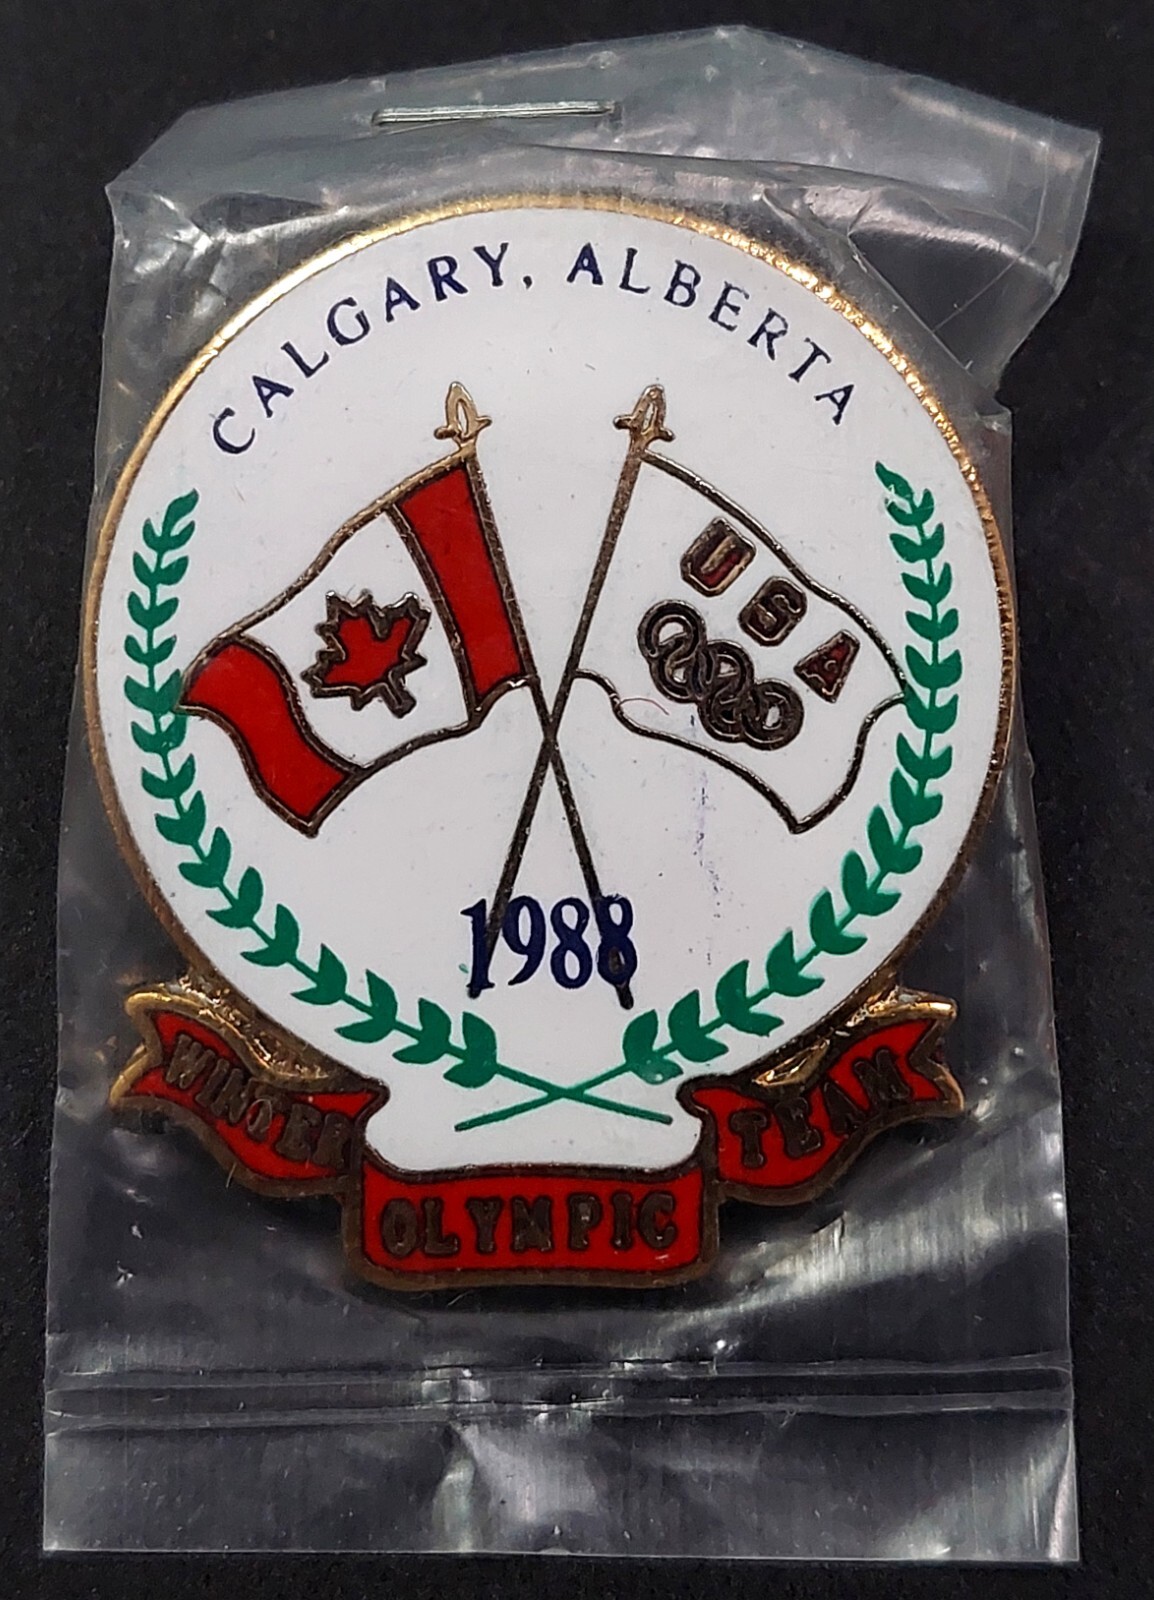 CALGARY, ALBERTA
USA
1988
WINTER
OLYMPIC
TEAM